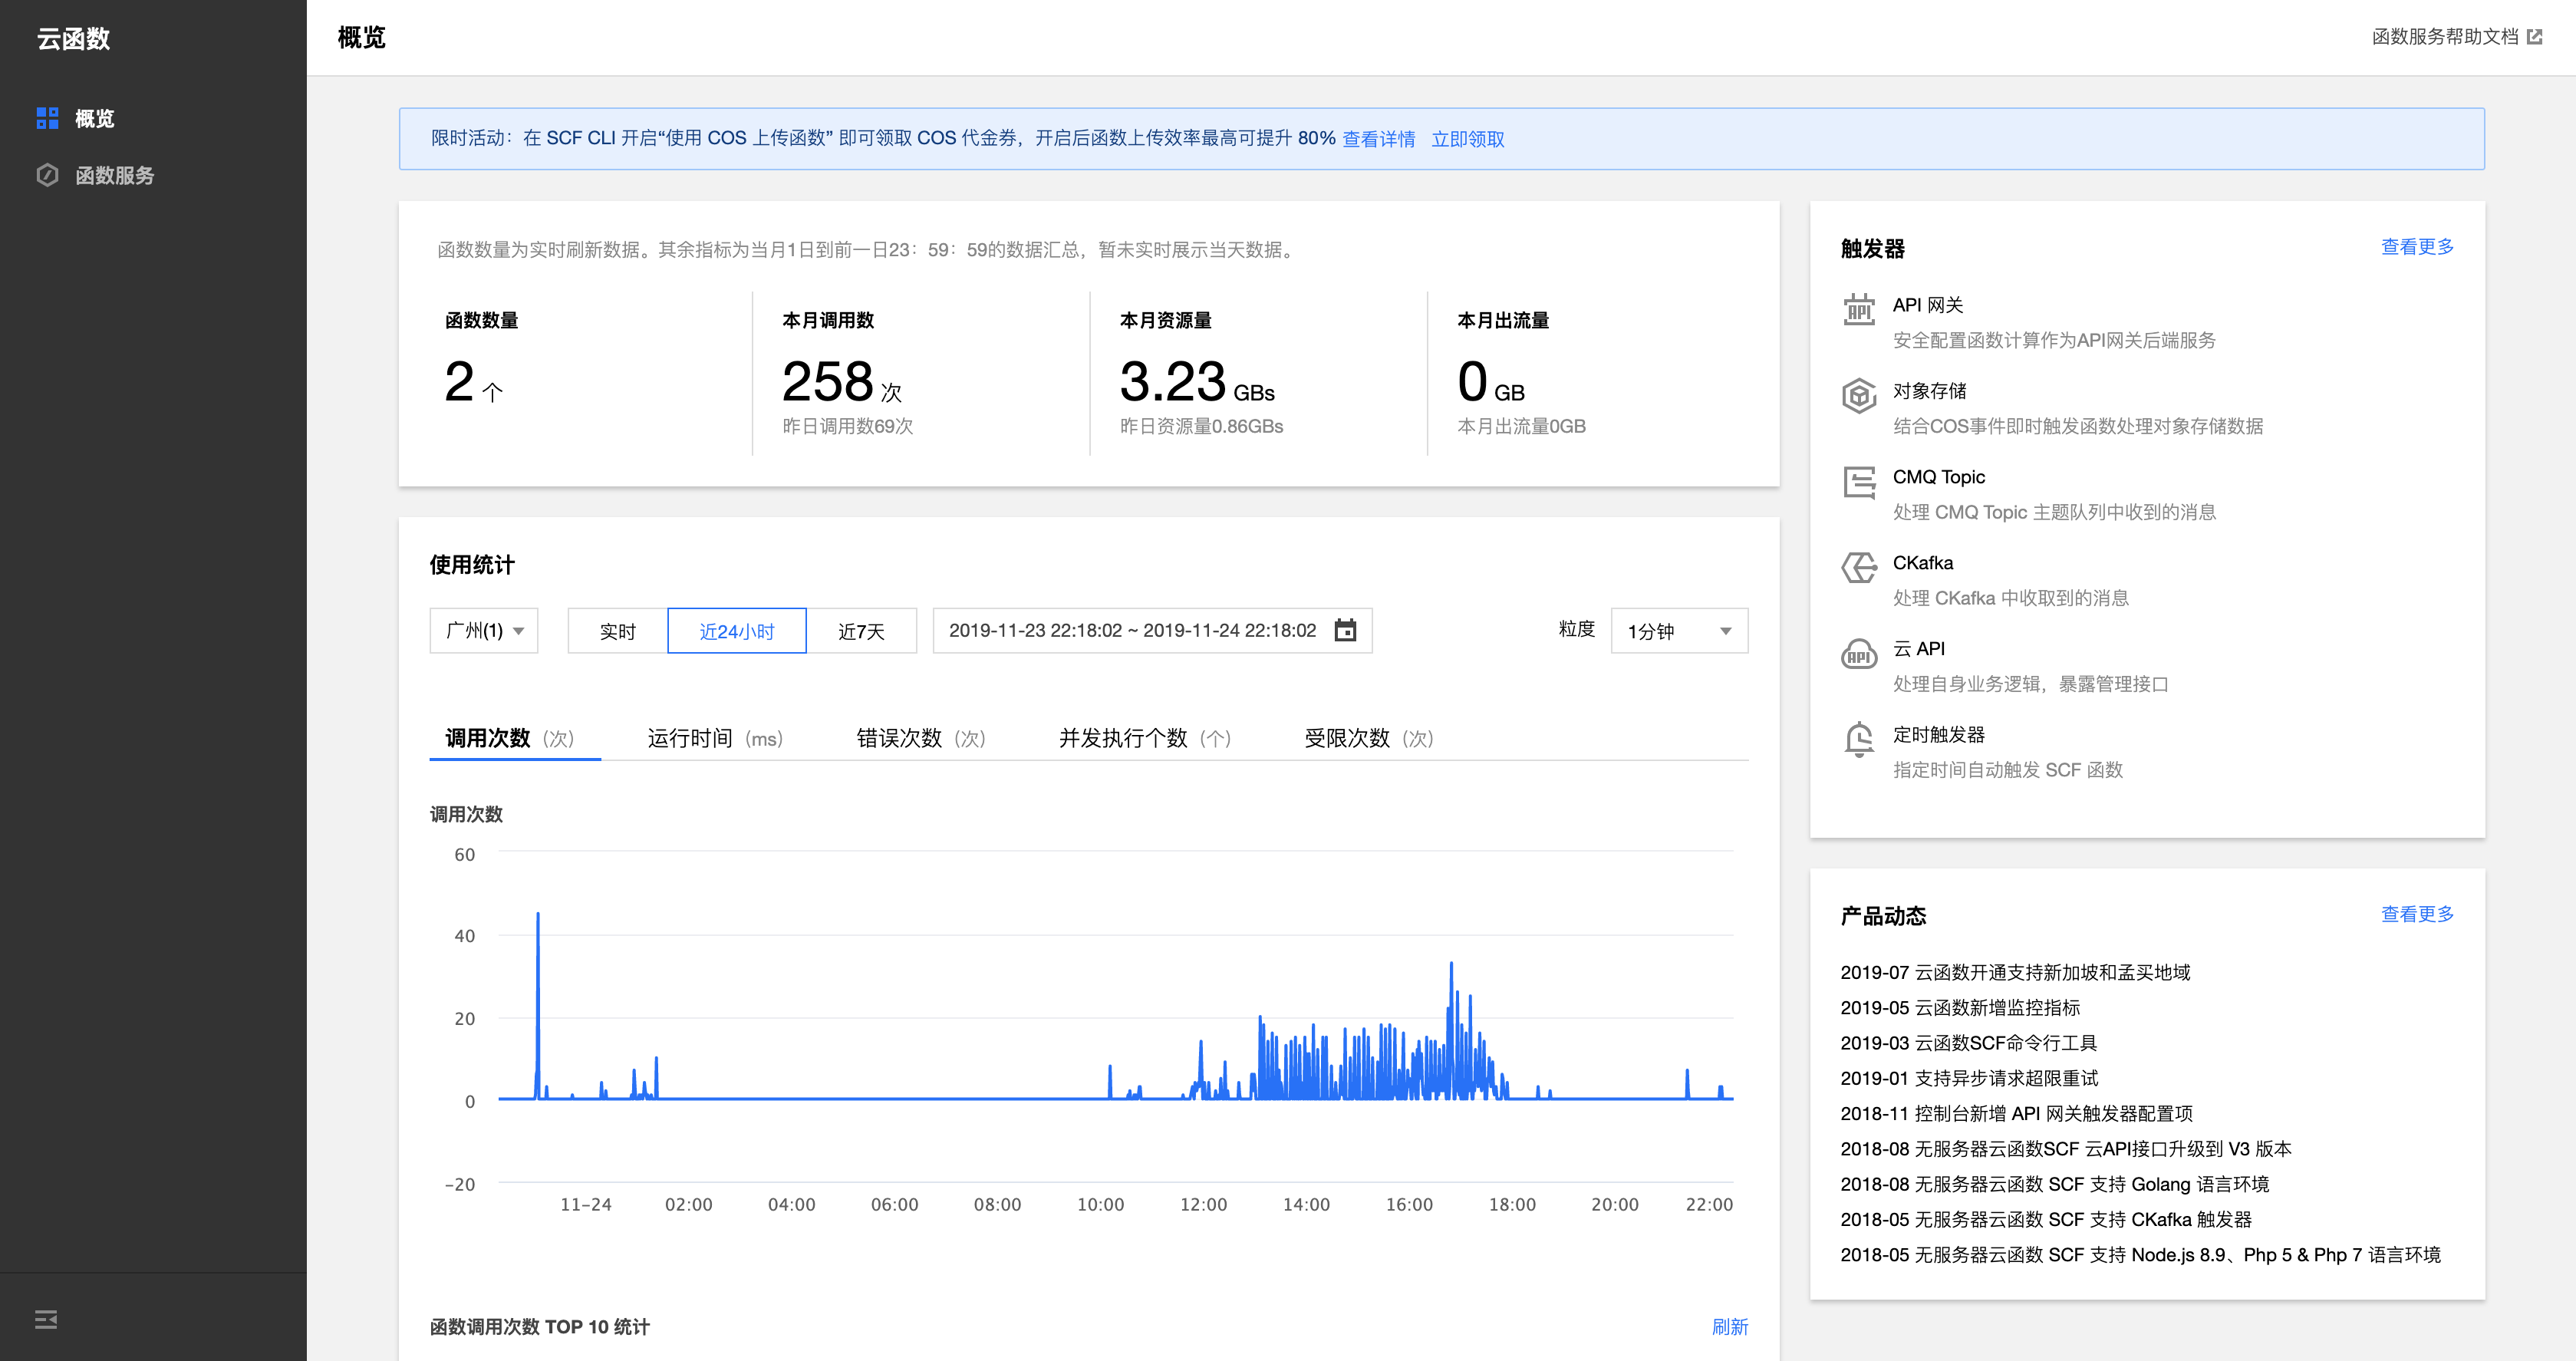 云函数
概览
函数服务
概览
函数服务帮助文档
限时活动：在 SCF CLI 开启“使用 COS 上传函数” 即可领取 COS 代金券，开启后函数上传效率最高可提升 80% 查看详情 立即领取
函数数量为实时刷新数据。其余指标为当月1日到前一日23：59：59的数据汇总，暂未实时展示当天数据。
函数数量
2 个
本月调用数
258 次
昨日调用数69次
本月资源量
3.23 GBs
昨日资源量0.86GBs
本月出流量
0 GB
本月出流量0GB
使用统计
广州(1) 实时 近24小时 近7天 2019-11-23 22:18:02 ~ 2019-11-24 22:18:02 粒度 1分钟
调用次数（次） 运行时间（ms） 错误次数（次） 并发执行个数（个） 受限次数（次）
调用次数
60
40
20
0
-20
11-24 02:00 04:00 06:00 08:00 10:00 12:00 14:00 16:00 18:00 20:00 22:00
函数调用次数 TOP 10 统计 刷新
触发器 查看更多
API 网关
安全配置函数计算作为API网关后端服务
对象存储
结合COS事件即时触发函数处理对象存储数据
CMQ Topic
处理 CMQ Topic 主题队列中收到的消息
CKafka
处理 CKafka 中收取到的消息
云 API
处理自身业务逻辑，暴露管理接口
定时触发器
指定时间自动触发 SCF 函数
产品动态 查看更多
2019-07 云函数开通支持新加坡和孟买地域
2019-05 云函数新增监控指标
2019-03 云函数SCF命令行工具
2019-01 支持异步请求超限重试
2018-11 控制台新增 API 网关触发器配置项
2018-08 无服务器云函数SCF 云API接口升级到 V3 版本
2018-08 无服务器云函数 SCF 支持 Golang 语言环境
2018-05 无服务器云函数 SCF 支持 CKafka 触发器
2018-05 无服务器云函数 SCF 支持 Node.js 8.9、Php 5 & Php 7 语言环境